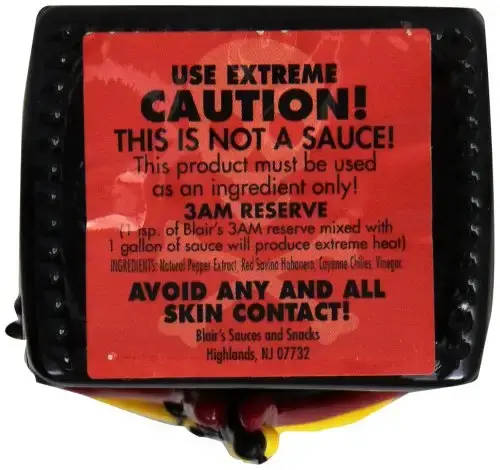 USE EXTREME
CAUTION!
THIS IS NOT A SAUCE!
This product must be used
as an ingredient only!
3AM RESERVE
(1 tsp. of Blair's 3AM reserve mixed with
1 gallon of sauce will produce extreme heat)
INGREDIENTS: Natural Pepper Extract, Red Savina Habanero, Cayenne Chilies, Vinegar.
AVOID ANY AND ALL
SKIN CONTACT!
Blair's Sauces and Snacks
Highlands, NJ 07732